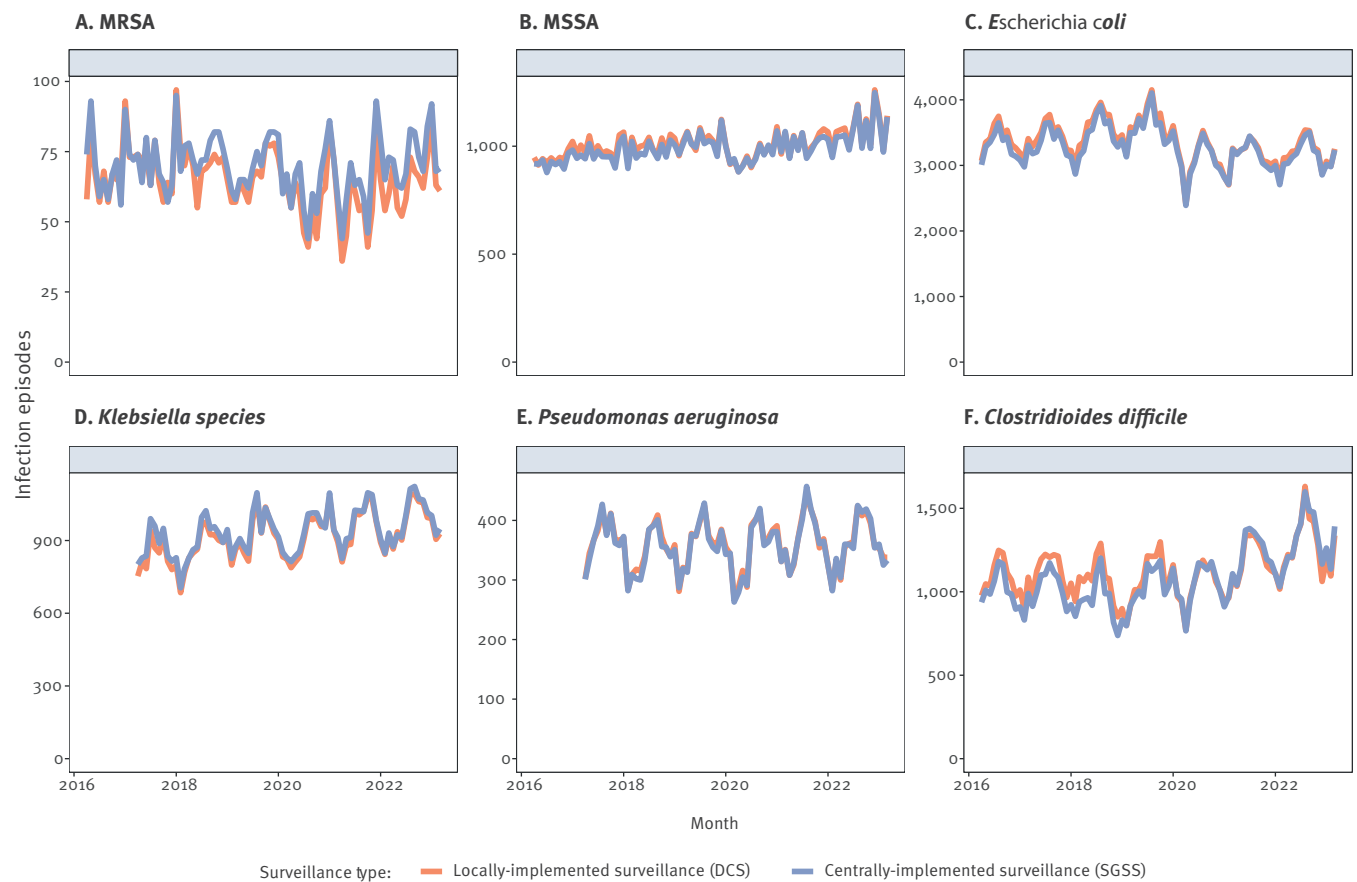 A. MRSA
B. MSSA
C. Escherichia coli
100
75
50
25
0
1,000
500
0
4,000
3,000
2,000
1,000
0
Infection episodes
D. Klebsiella species
E. Pseudomonas aeruginosa
F. Clostridioides difficile
900
600
300
0
400
300
200
100
0
1,500
1,000
500
0
2016 2018 2020 2022
2016 2018 2020 2022
2016 2018 2020 2022
Month
Surveillance type: Locally-implemented surveillance (DCS) Centrally-implemented surveillance (SGSS)